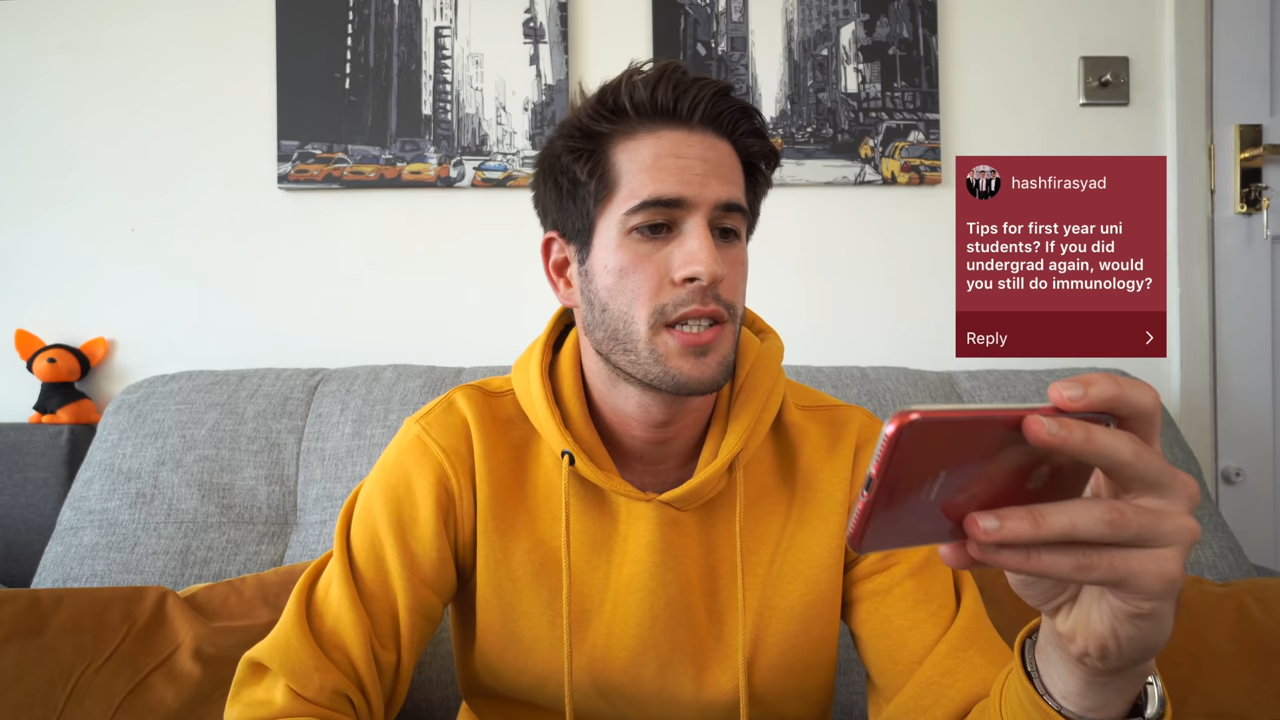 hashfirasyad
Tips for first year uni
students? If you did
undergrad again, would
you still do immunology?
Reply